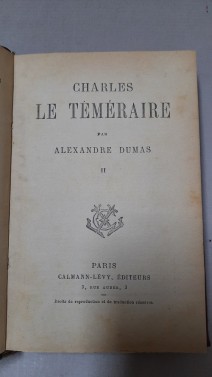 CHARLES
LE TÉMÉRAIRE
PAR
ALEXANDRE DUMAS
II
PARIS
CALMANN-LÉVY, ÉDITEURS
3, RUE AUBER, 3
Droits de reproduction et de traduction réservés.